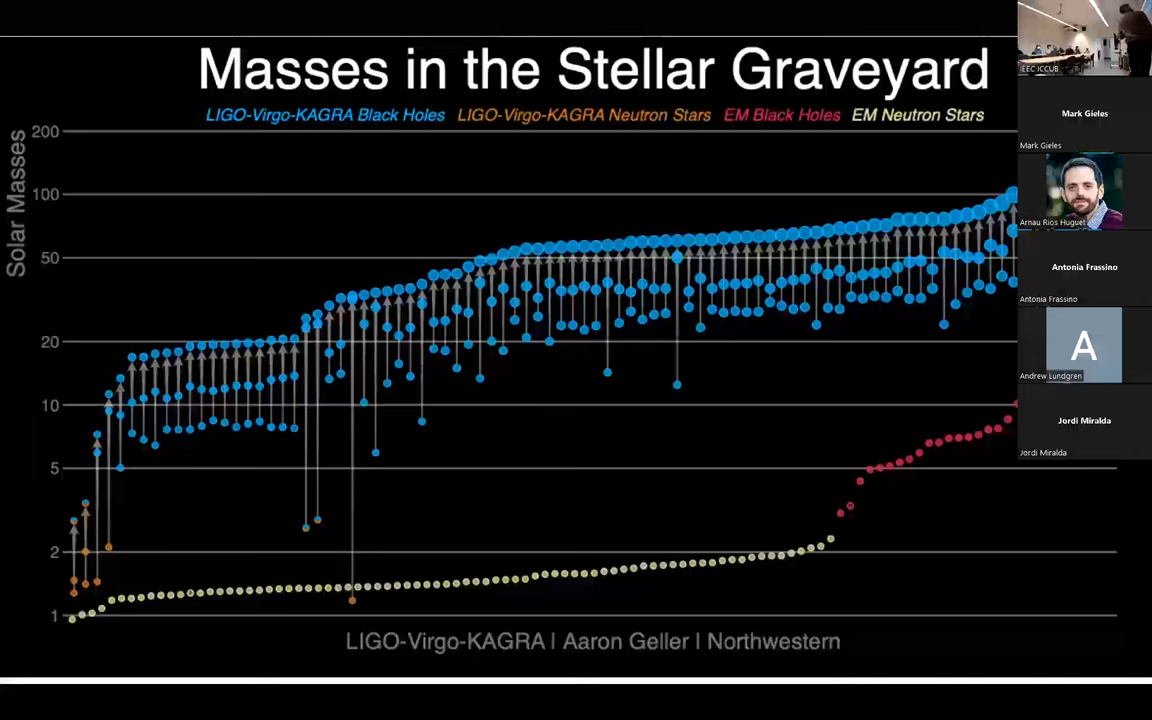 Masses in the Stellar Graveyard
LIGO-Virgo-KAGRA Black Holes LIGO-Virgo-KAGRA Neutron Stars EM Black Holes EM Neutron Stars
Solar Masses
200
100
50
20
10
5
2
1
LIGO-Virgo-KAGRA | Aaron Geller | Northwestern
IEEC ICCUB
Mark Gieles
Mark Gieles
Arnau Rios Huguet
Antonia Frassino
Antonia Frassino
A
Andrew Lundgren
Jordi Miralda
Jordi Miralda